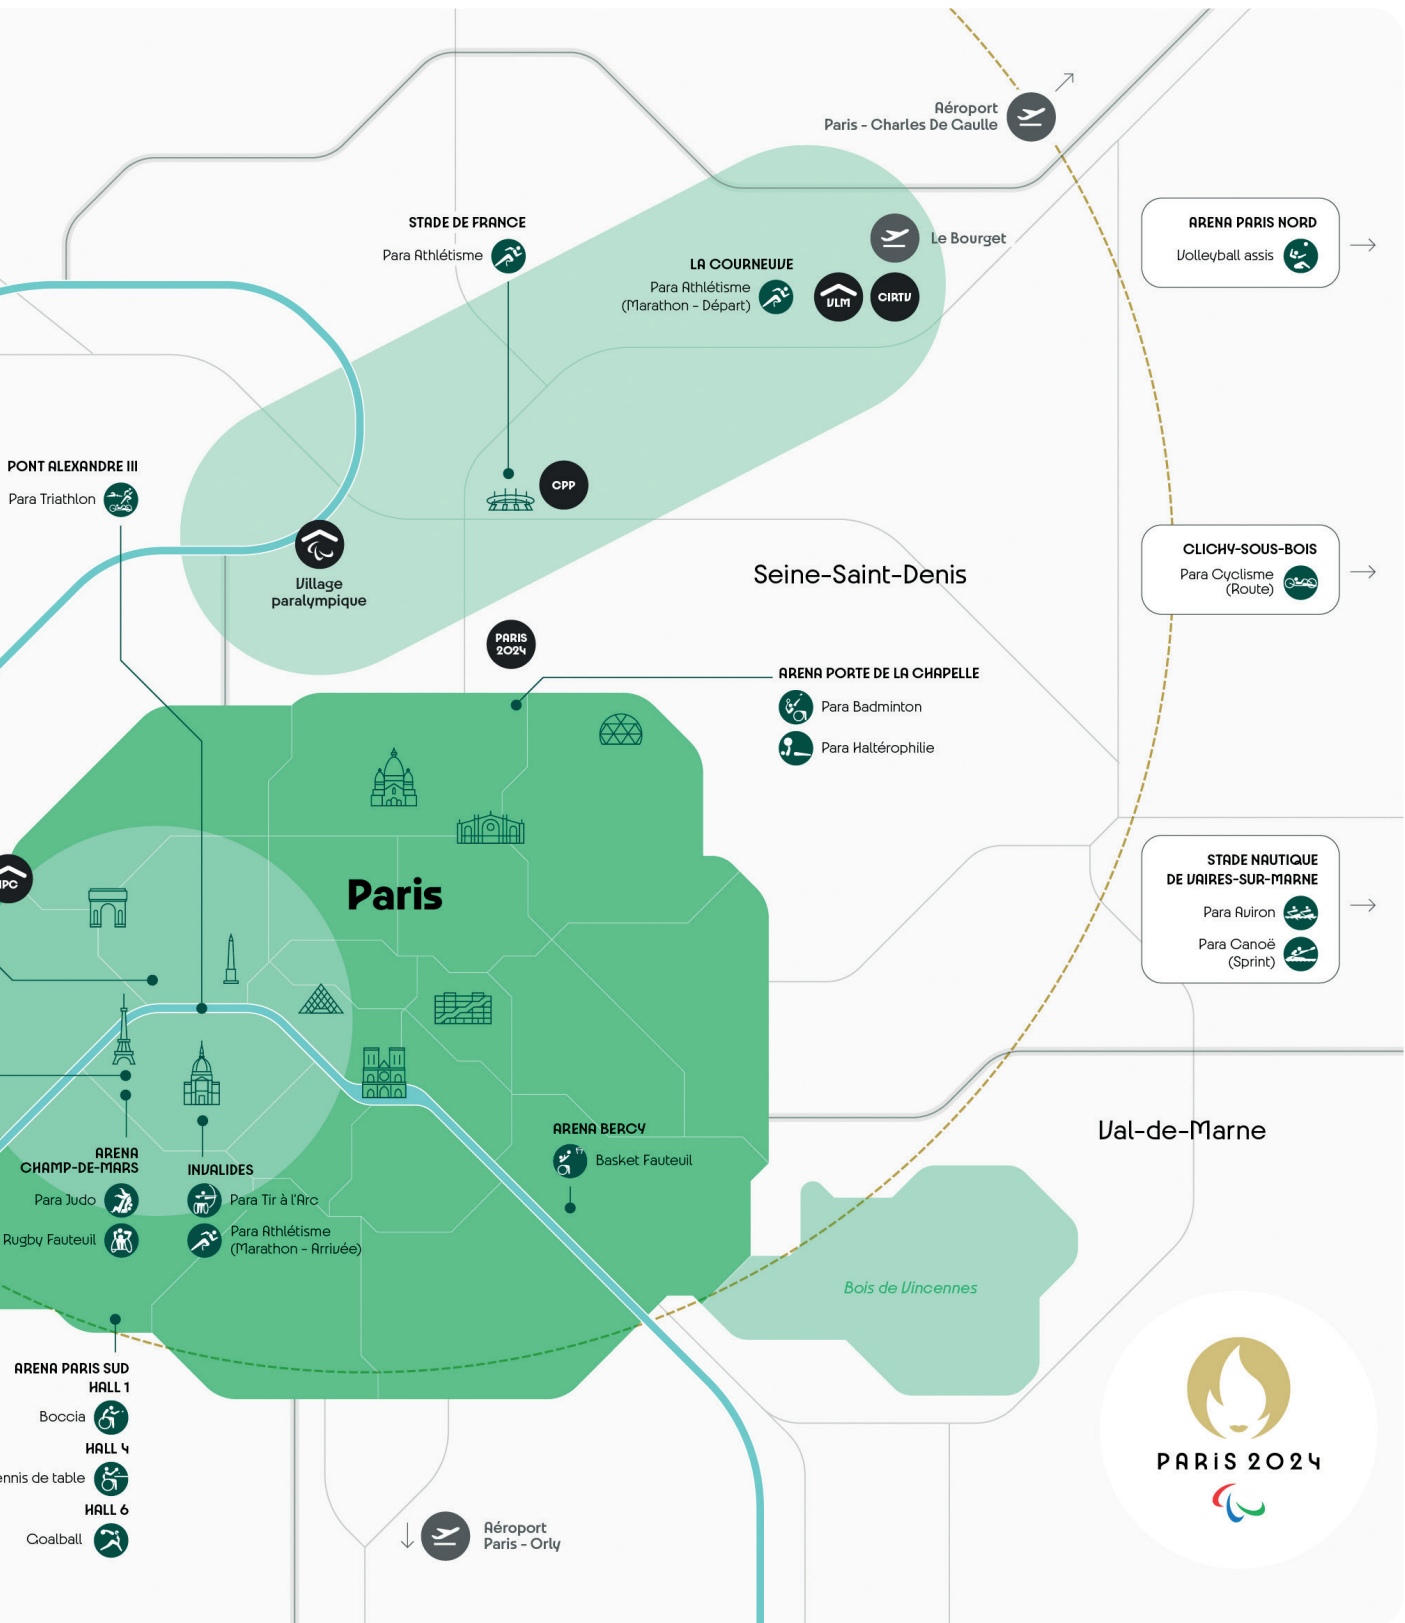 Aéroport
Paris - Charles De Gaulle
STADE DE FRANCE
Para Athlétisme
Le Bourget
LA COURNEUVE
Para Athlétisme
(Marathon - Départ)
VLM
CIRTV
ARENA PARIS NORD
Volleyball assis
PONT ALEXANDRE III
Para Triathlon
CPP
Village
paralympique
Seine-Saint-Denis
CLICHY-SOUS-BOIS
Para Cyclisme
(Route)
PARIS
2024
ARENA PORTE DE LA CHAPELLE
Para Badminton
Para Haltérophilie
Paris
IPC
STADE NAUTIQUE
DE VAIRES-SUR-MARNE
Para Aviron
Para Canoë
(Sprint)
Val-de-Marne
ARENA
CHAMP-DE-MARS
Para Judo
Rugby Fauteuil
INVALIDES
Para Tir à l'Arc
Para Athlétisme
(Marathon - Arrivée)
ARENA BERCY
Basket Fauteuil
Bois de Vincennes
ARENA PARIS SUD
HALL 1
Boccia
HALL 4
ennis de table
HALL 6
Goalball
Aéroport
Paris - Orly
PARIS 2024